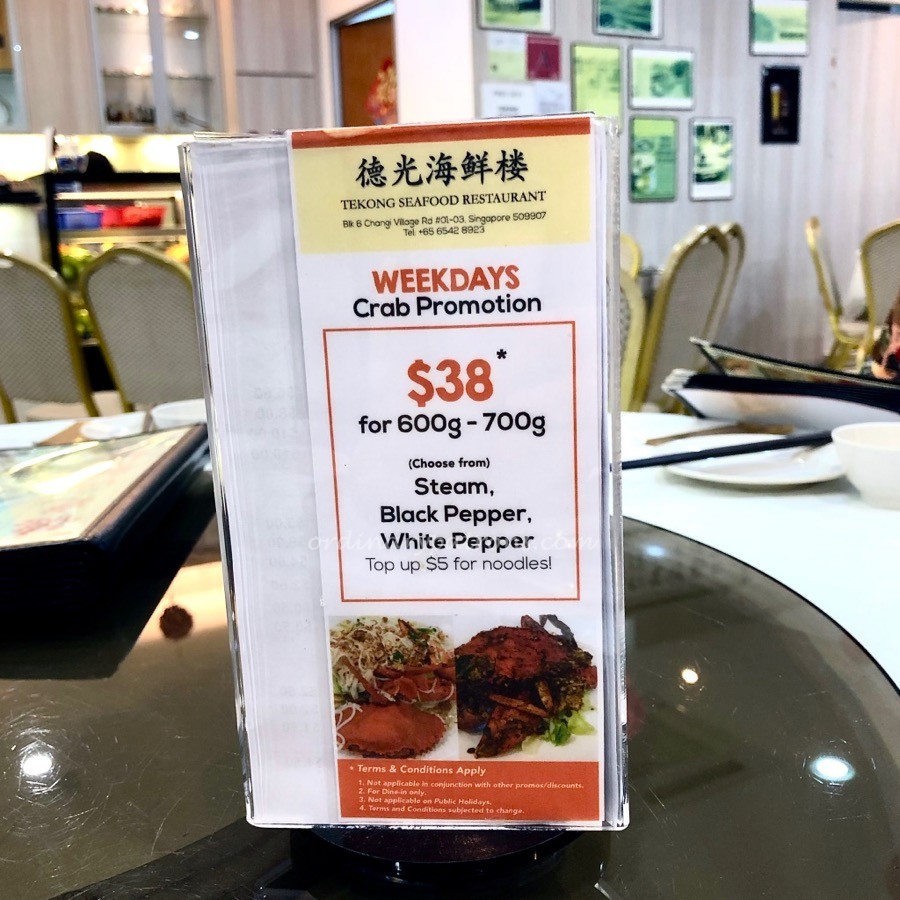 德光海鲜楼
TEKONG SEAFOOD RESTAURANT
Blk 6 Changi Village Rd #01-03, Singapore 509907
Tel: +65 6542 8923
WEEKDAYS
Crab Promotion
$38*
for 600g - 700g
(Choose from)
Steam,
Black Pepper,
White Pepper
Top up $5 for noodles!
* Terms & Conditions Apply
1. Not applicable in conjunction with other promos/discounts.
2. For Dine-in only.
3. Not applicable on Public Holidays.
4. Terms and Conditions subjected to change.